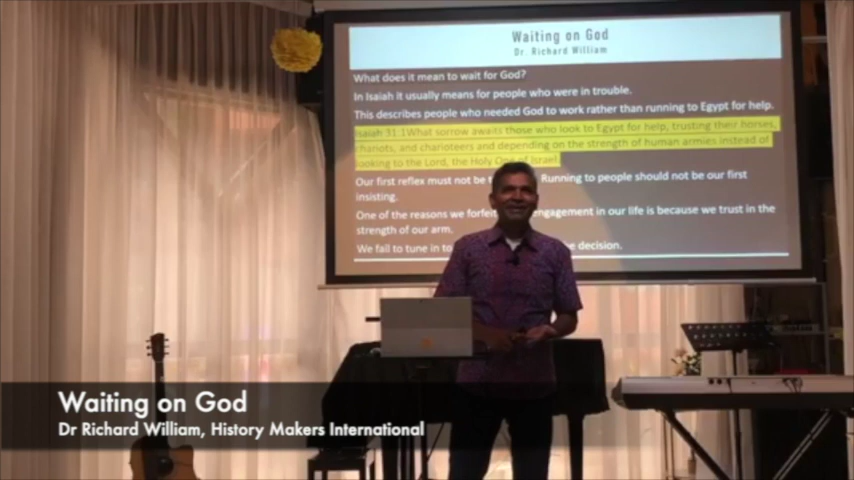 Waiting on God
Dr. Richard William
What does it mean to wait for God?
In Isaiah it usually means for people who were in trouble.
This describes people who needed God to work rather than running to Egypt for help.
Isaiah 31:1What sorrow awaits those who look to Egypt for help, trusting their horses,
chariots, and charioteers and depending on the strength of human armies instead of
looking to the Lord, the Holy One of Israel.
Our first reflex must not be Running to people should not be our first
insisting.
One of the reasons we forfeit engagement in our life is because we trust in the
strength of our arm.
We fail to tune in decision.
Waiting on God
Dr Richard William, History Makers International